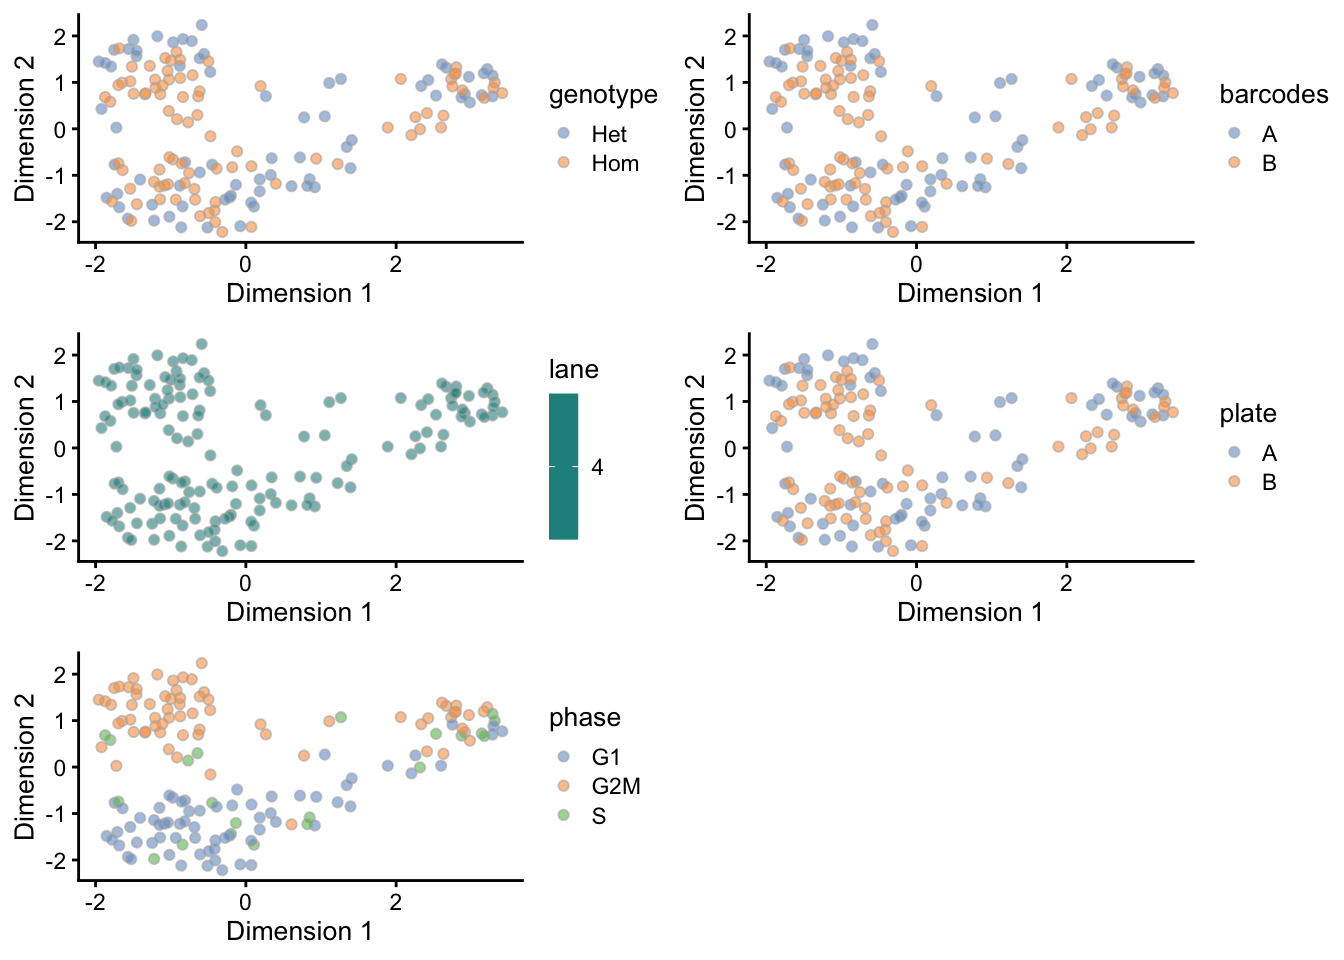 2
1
0
-1
-2
Dimension 2
-2
0
2
Dimension 1
genotype
Het
Hom
2
1
0
-1
-2
Dimension 2
-2
0
2
Dimension 1
barcodes
A
B
2
1
0
-1
-2
Dimension 2
-2
0
2
Dimension 1
lane
4
2
1
0
-1
-2
Dimension 2
-2
0
2
Dimension 1
plate
A
B
2
1
0
-1
-2
Dimension 2
-2
0
2
Dimension 1
phase
G1
G2M
S